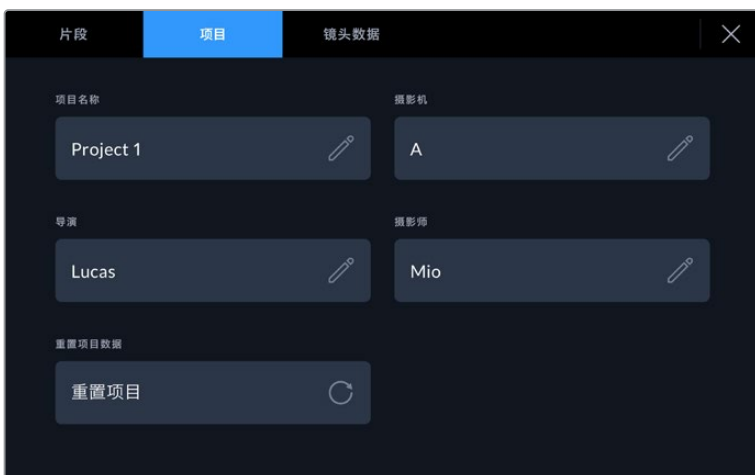 片段 项目 镜头数据
项目名称 摄影机
Project 1 A
导演 摄影师
Lucas Mio
重置项目数据
重置项目